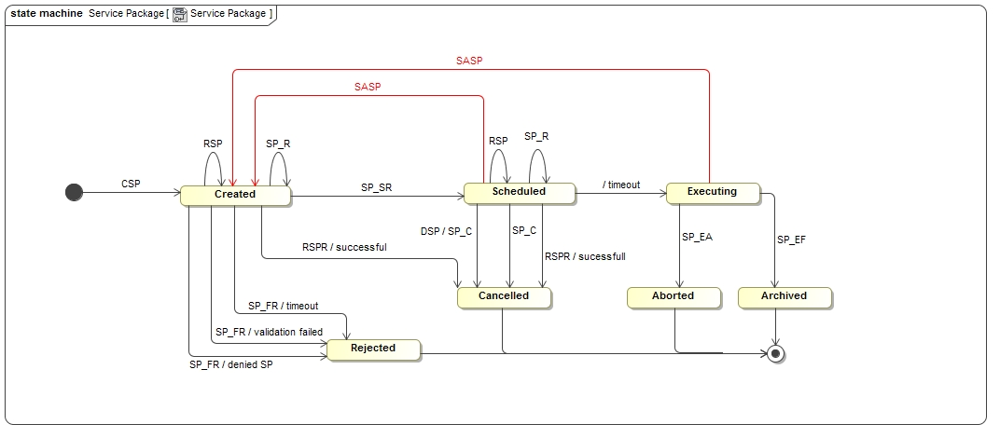 state machine Service Package [ Service Package ]
SASP
SASP
RSP
SP_R
RSP
SP_R
CSP
Created
SP_SR
Scheduled
/ timeout
Executing
DSP / SP_C
SP_C
SP_EA
SP_EF
RSPR / successful
RSPR / sucessfull
Cancelled
Aborted
Archived
SP_FR / timeout
SP_FR / validation failed
Rejected
SP_FR / denied SP